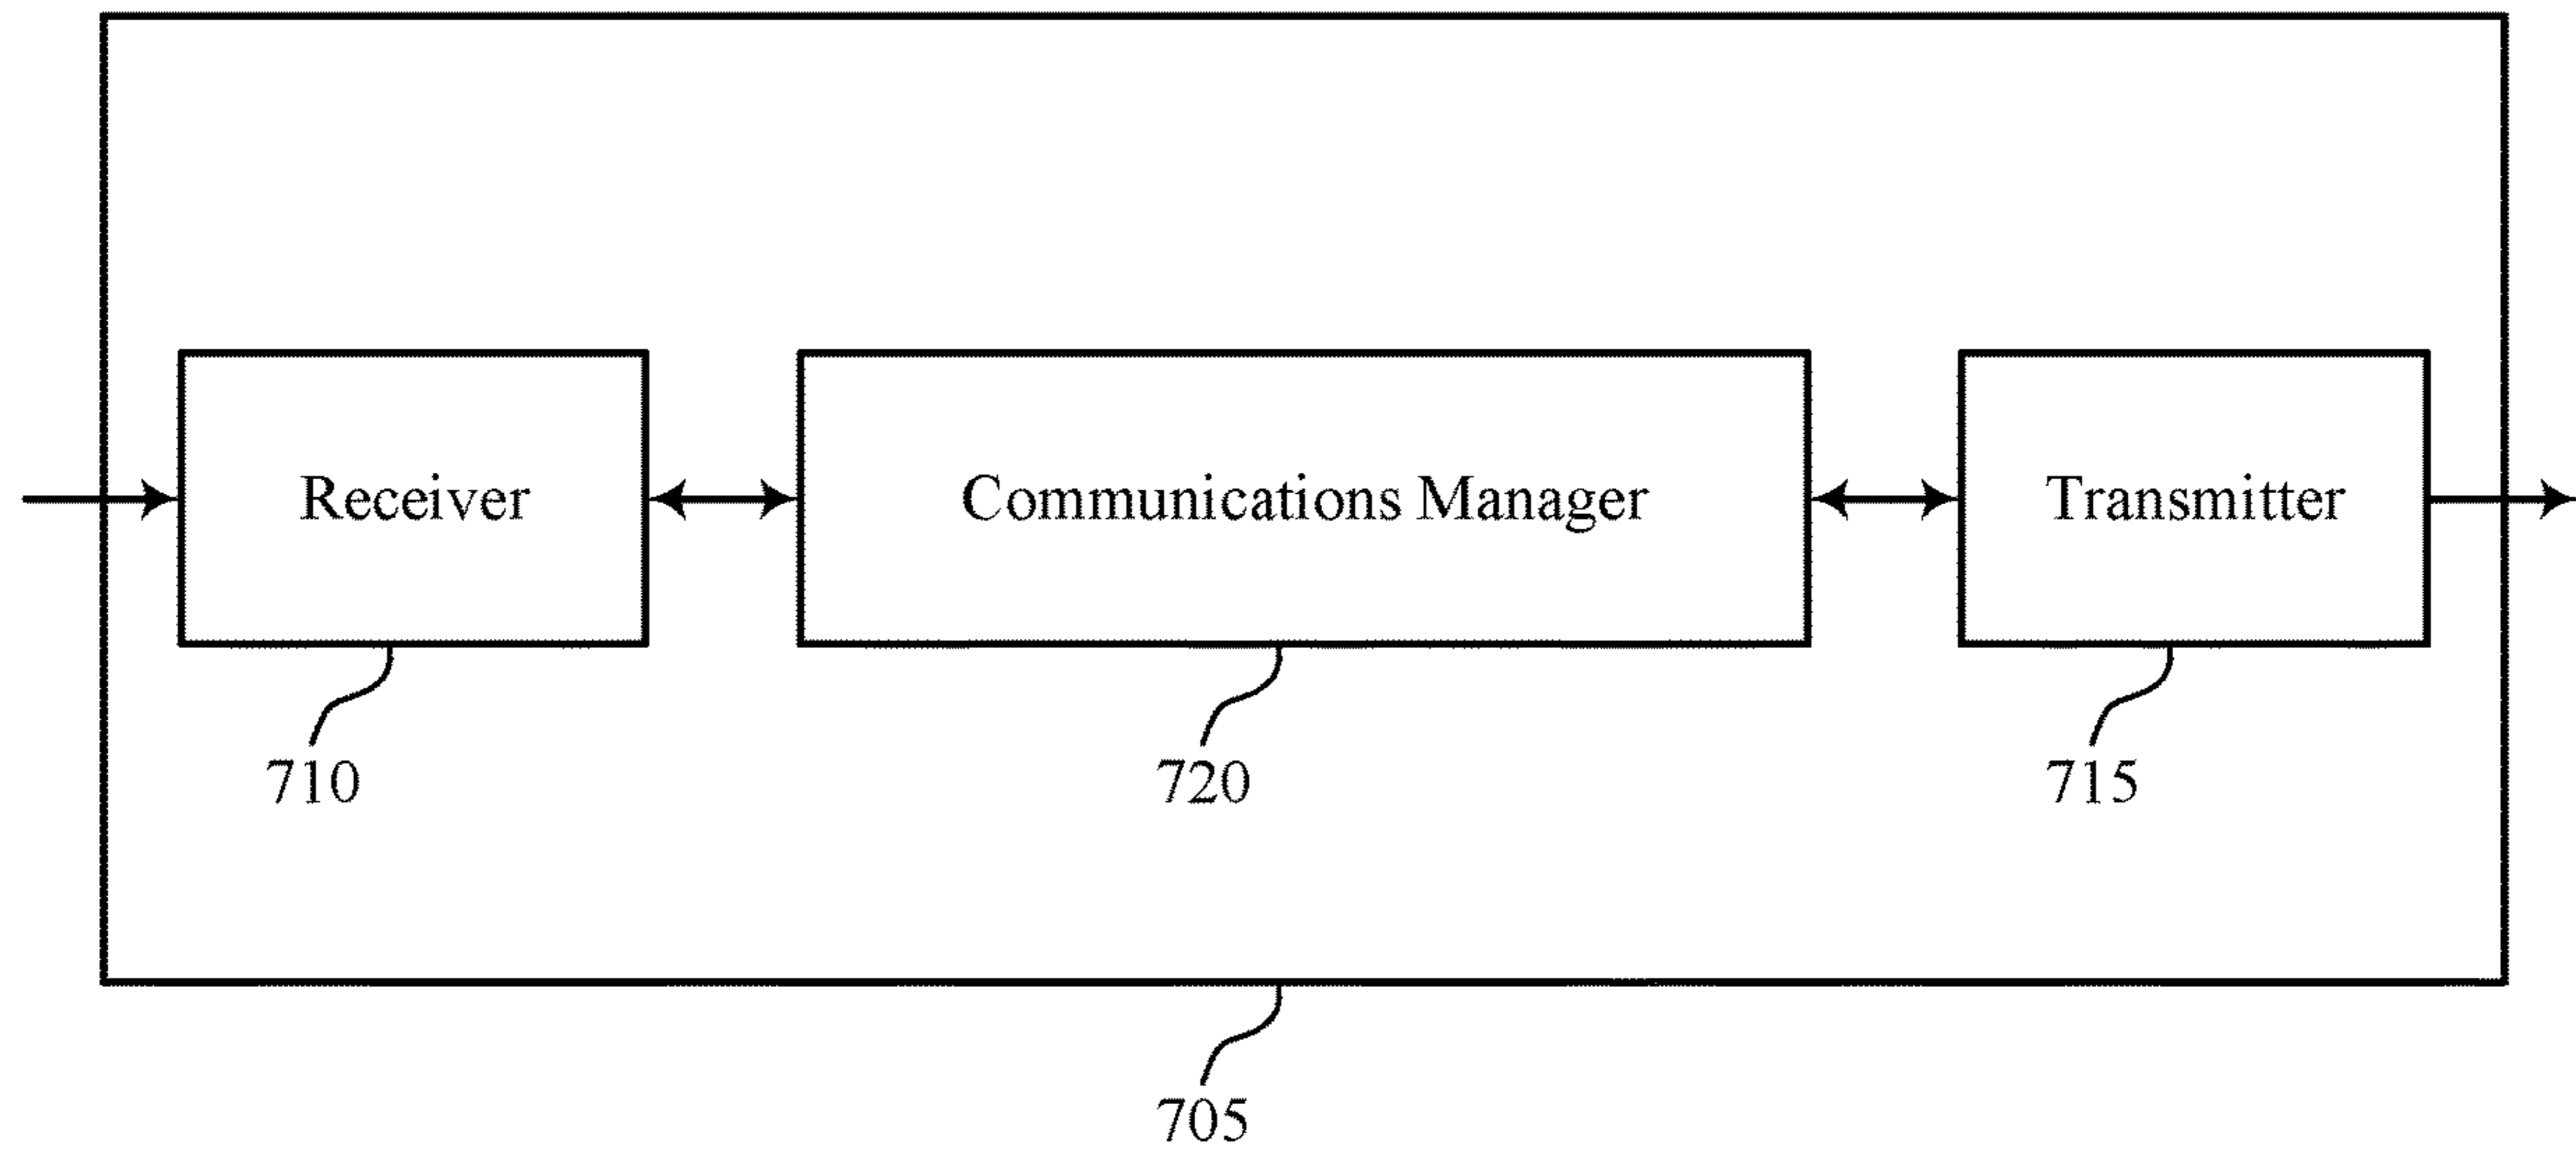 Receiver
Communications Manager
Transmitter
710
720
715
705